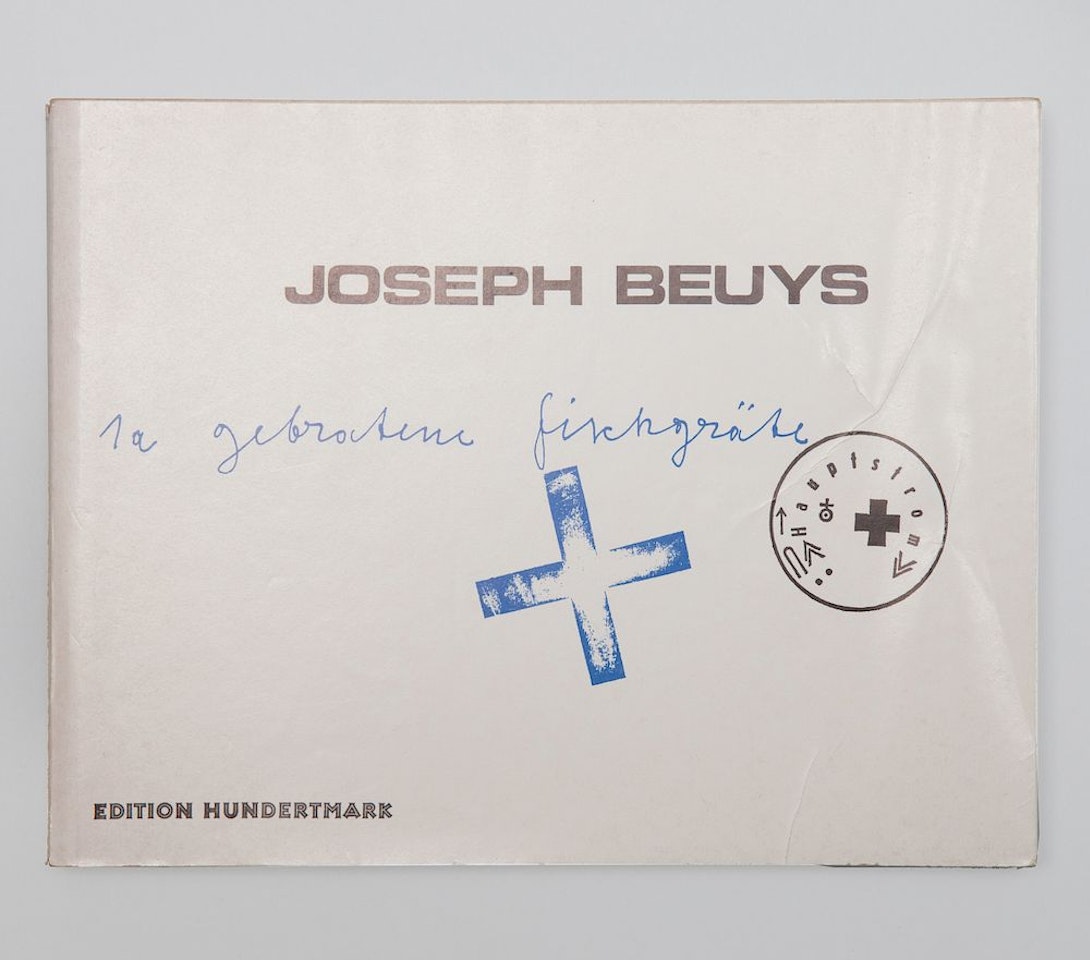 JOSEPH BEUYS
1a gebratene fischgräte
Hauptstrom
EDITION HUNDERTMARK